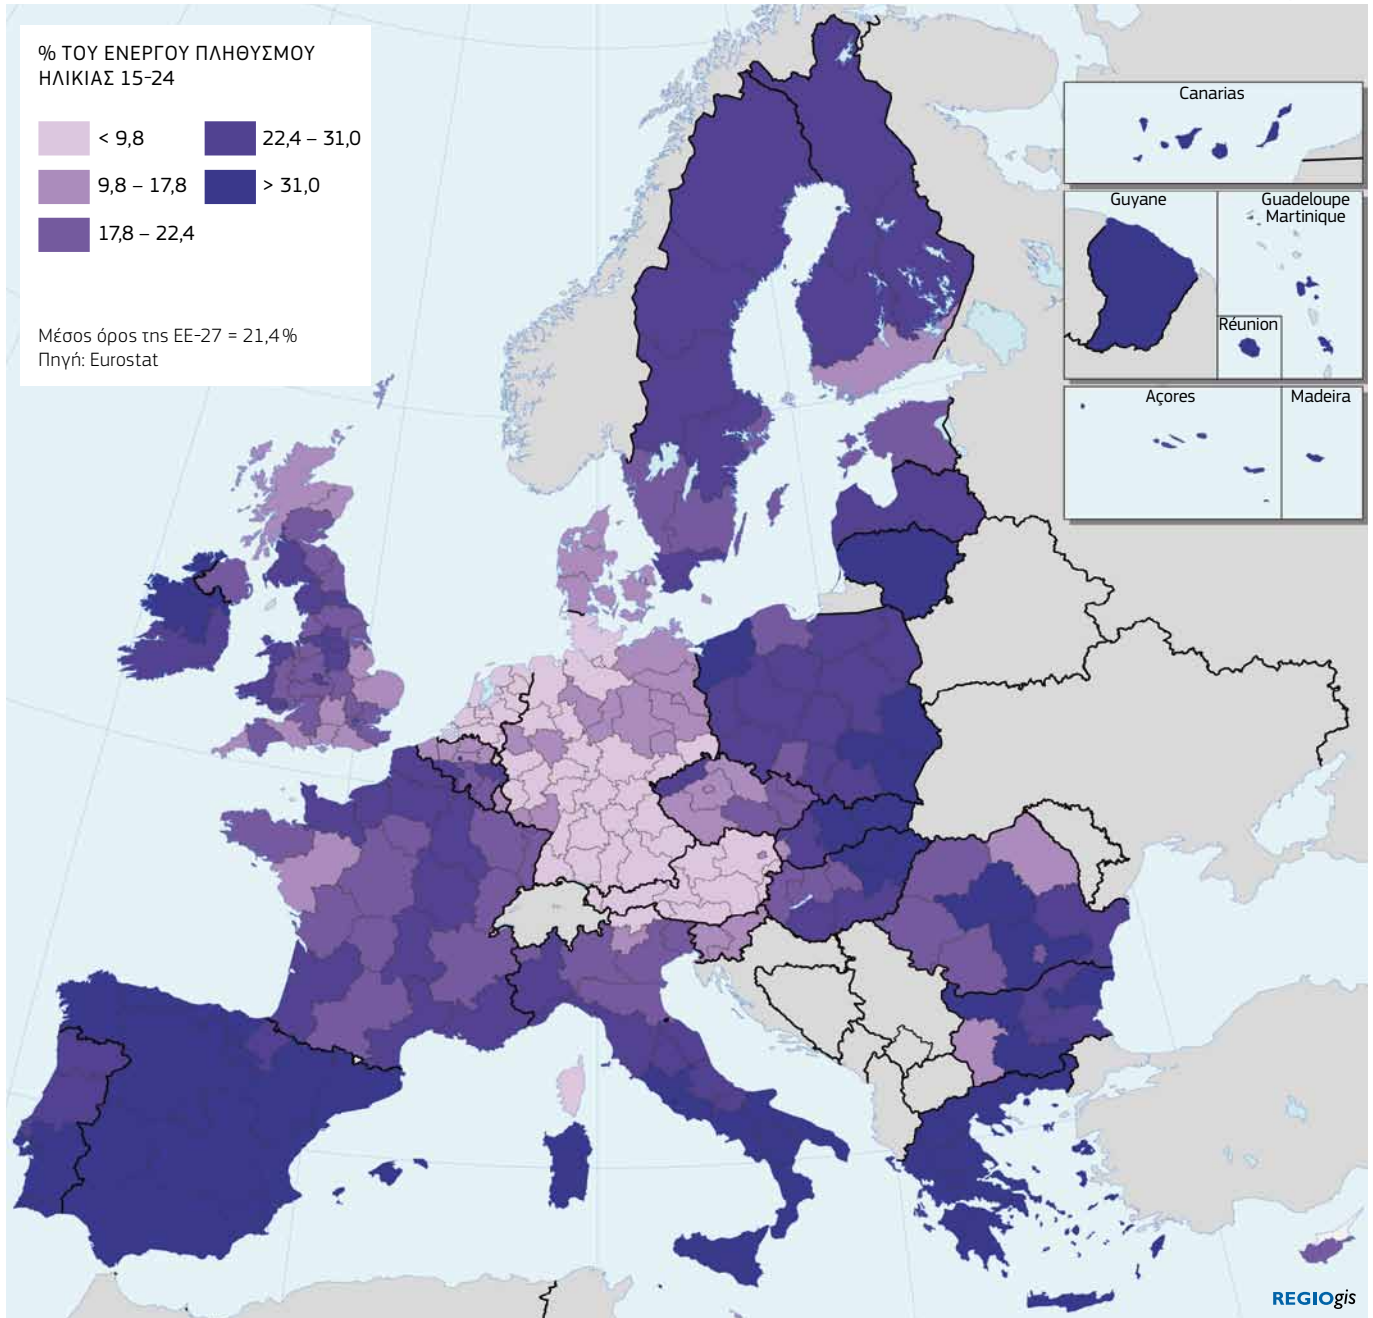 % ΤΟΥ ΕΝΕΡΓΟΥ ΠΛΗΘΥΣΜΟΥ
ΗΛΙΚΙΑΣ 15-24
< 9,8
22,4 – 31,0
9,8 – 17,8
> 31,0
17,8 – 22,4
Μέσος όρος της ΕΕ-27 = 21,4 %
Πηγή: Eurostat
Canarias
Guyane
Guadeloupe
Martinique
Réunion
Açores
Madeira
REGIOgis